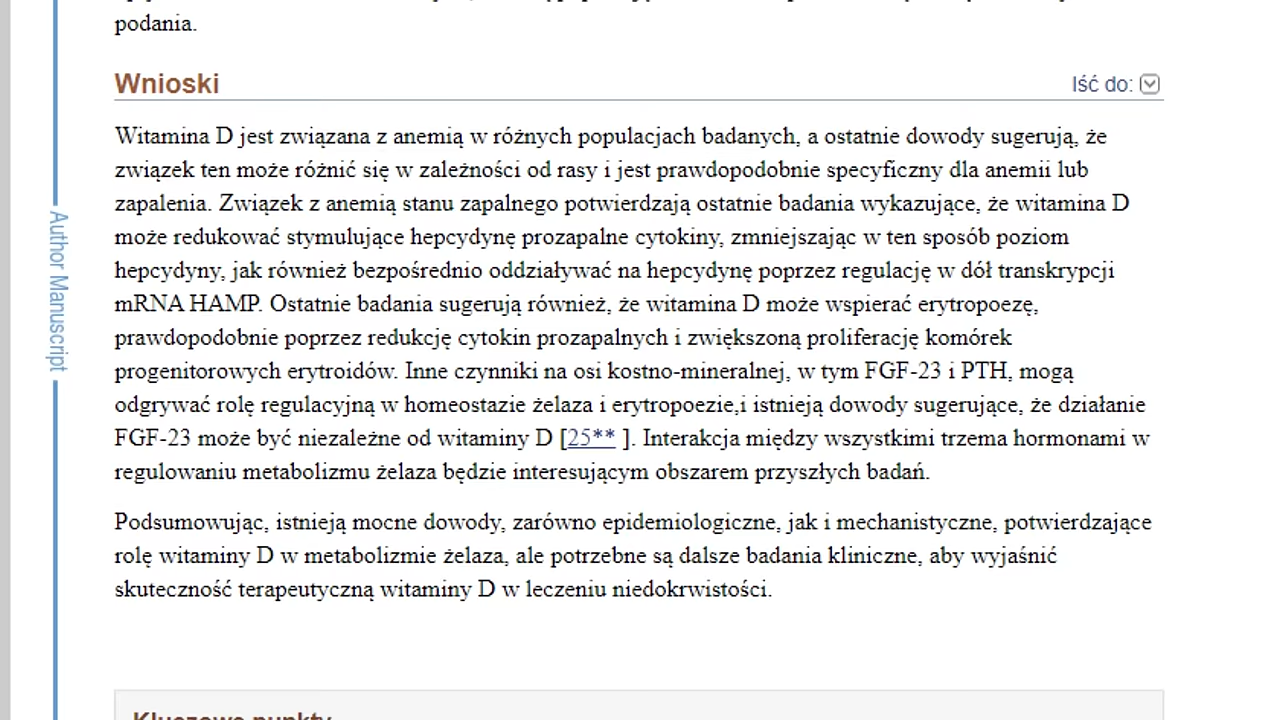 podania.
Wnioski
Iść do:
Witamina D jest związana z anemią w różnych populacjach badanych, a ostatnie dowody sugerują, że
związek ten może różnić się w zależności od rasy i jest prawdopodobnie specyficzny dla anemii lub
zapalenia. Związek z anemią stanu zapalnego potwierdzają ostatnie badania wykazujące, że witamina D
może redukować stymulujące hepcydynę prozapalne cytokiny, zmniejszając w ten sposób poziom
hepcydyny, jak również bezpośrednio oddziaływać na hepcydynę poprzez regulację w dół transkrypcji
mRNA HAMP. Ostatnie badania sugerują również, że witamina D może wspierać erytropoezę,
prawdopodobnie poprzez redukcję cytokin prozapalnych i zwiększoną proliferację komórek
progenitorowych erytroidów. Inne czynniki na osi kostno-mineralnej, w tym FGF-23 i PTH, mogą
odgrywać rolę regulacyjną w homeostazie żelaza i erytropoezie,i istnieją dowody sugerujące, że działanie
FGF-23 może być niezależne od witaminy D [25** ]. Interakcja między wszystkimi trzema hormonami w
regulowaniu metabolizmu żelaza będzie interesującym obszarem przyszłych badań.
Podsumowując, istnieją mocne dowody, zarówno epidemiologiczne, jak i mechanistyczne, potwierdzające
rolę witaminy D w metabolizmie żelaza, ale potrzebne są dalsze badania kliniczne, aby wyjaśnić
skuteczność terapeutyczną witaminy D w leczeniu niedokrwistości.
Kluczowe punkty
Author Manuscript